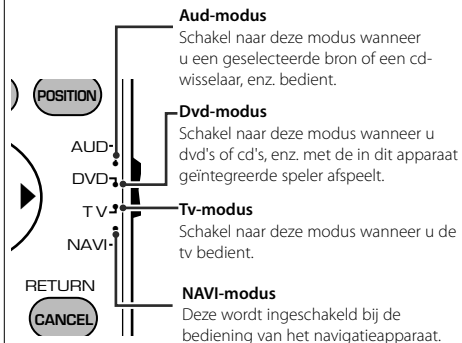 Aud-modus
Schakel naar deze modus wanneer
u een geselecteerde bron of een cd-
wisselaar, enz. bedient.
POSITION
Dvd-modus
Schakel naar deze modus wanneer u
dvd's of cd's, enz. met de in dit apparaat
geïntegreerde speler afspeelt.
AUD
DVD
TV
NAVI
Tv-modus
Schakel naar deze modus wanneer u de
tv bedient.
RETURN
CANCEL
NAVI-modus
Deze wordt ingeschakeld bij de
bediening van het navigatieapparaat.